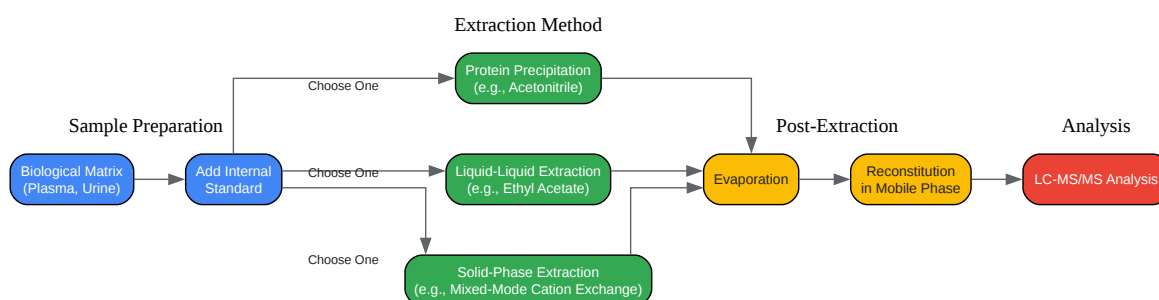 Extraction Method
Protein Precipitation
(e.g., Acetonitrile)
Choose One
Sample Preparation
Post-Extraction
Analysis
Biological Matrix
(Plasma, Urine)
Add Internal
Standard
Choose One
Liquid-Liquid Extraction
(e.g., Ethyl Acetate)
Evaporation
Reconstitution
in Mobile Phase
LC-MS/MS Analysis
Choose One
Solid-Phase Extraction
(e.g., Mixed-Mode Cation Exchange)